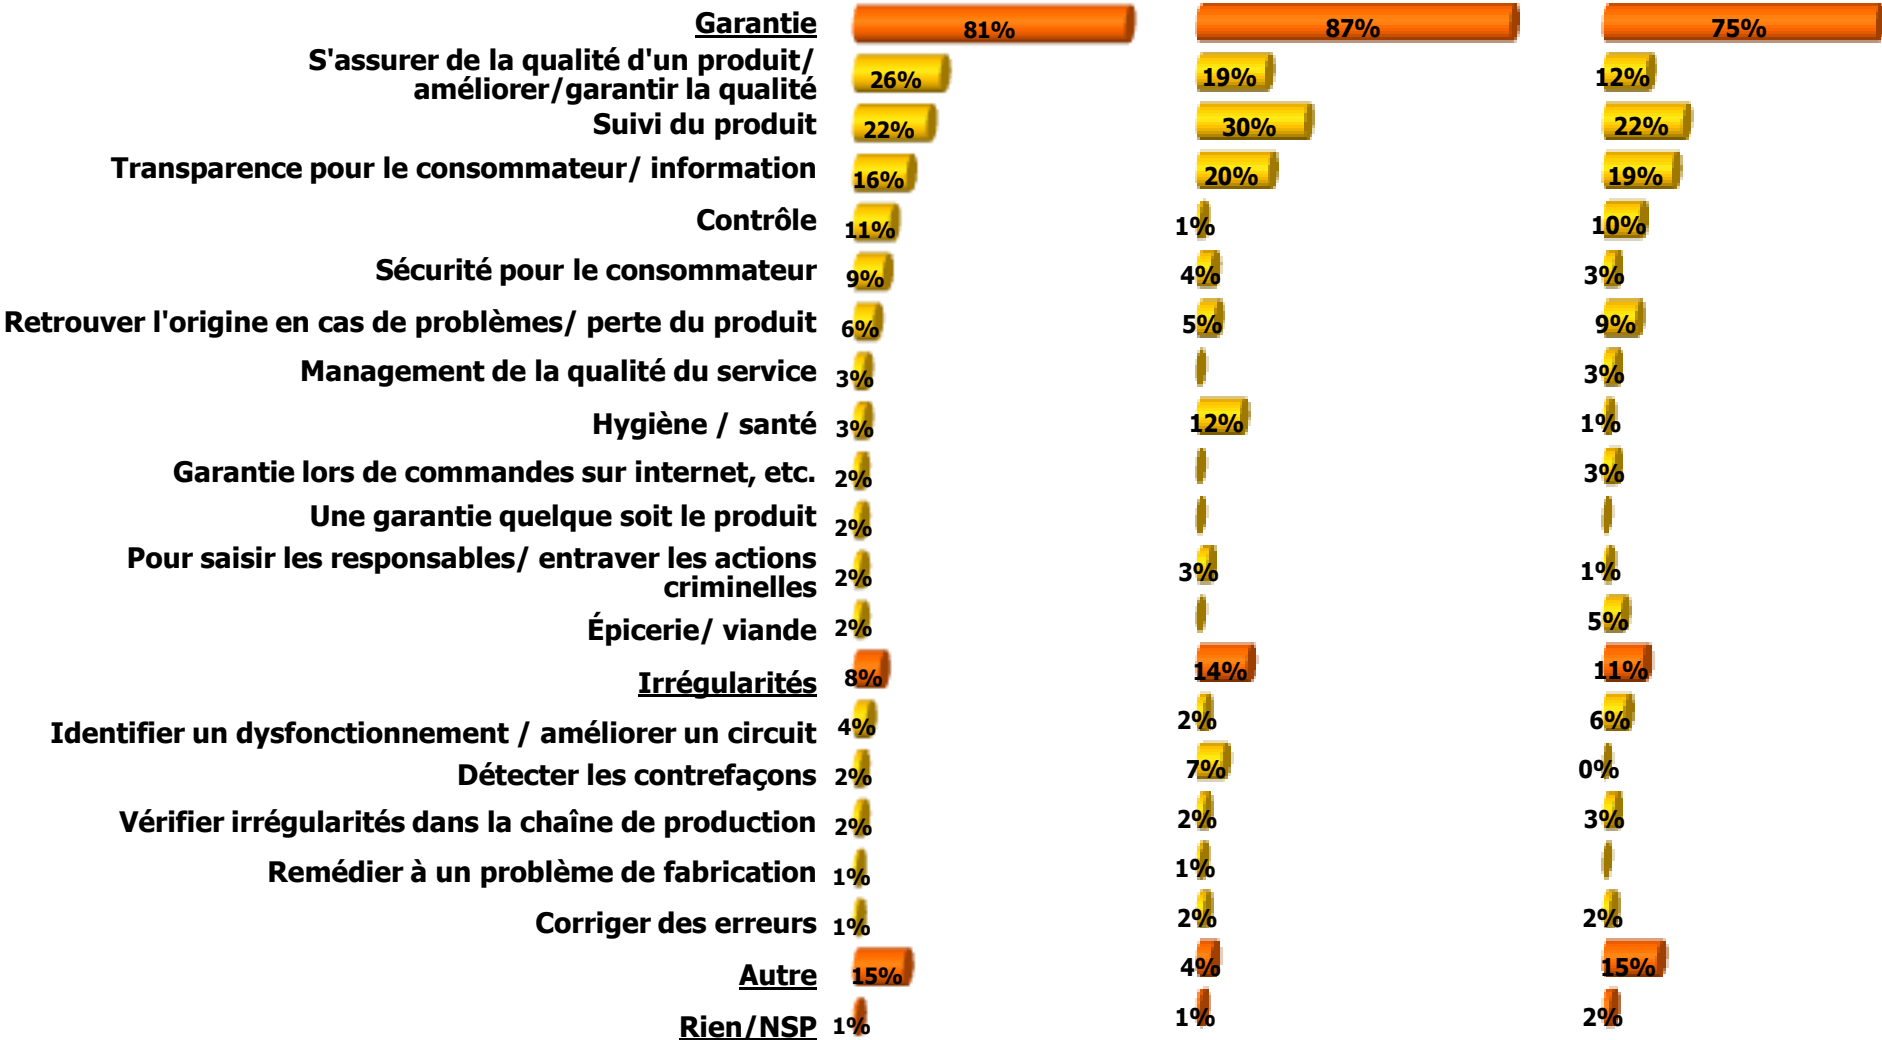 Garantie 81% 87% 75%
S'assurer de la qualité d'un produit/
améliorer/garantir la qualité 26% 19% 12%
Suivi du produit 22% 30% 22%
Transparence pour le consommateur/ information 16% 20% 19%
Contrôle 11% 1% 10%
Sécurité pour le consommateur 9% 4% 3%
Retrouver l'origine en cas de problèmes/ perte du produit 6% 5% 9%
Management de la qualité du service 3% 3%
Hygiène / santé 3% 12% 1%
Garantie lors de commandes sur internet, etc. 2% 3%
Une garantie quelque soit le produit 2%
Pour saisir les responsables/ entraver les actions
criminelles 2% 3% 1%
Épicerie/ viande 2% 5%
Irrégularités 8% 14% 11%
Identifier un dysfonctionnement / améliorer un circuit 4% 2% 6%
Détecter les contrefaçons 2% 7% 0%
Vérifier irrégularités dans la chaîne de production 2% 2% 3%
Remédier à un problème de fabrication 1% 1%
Corriger des erreurs 1% 2% 2%
Autre 15% 4% 15%
Rien/NSP 1% 1% 2%